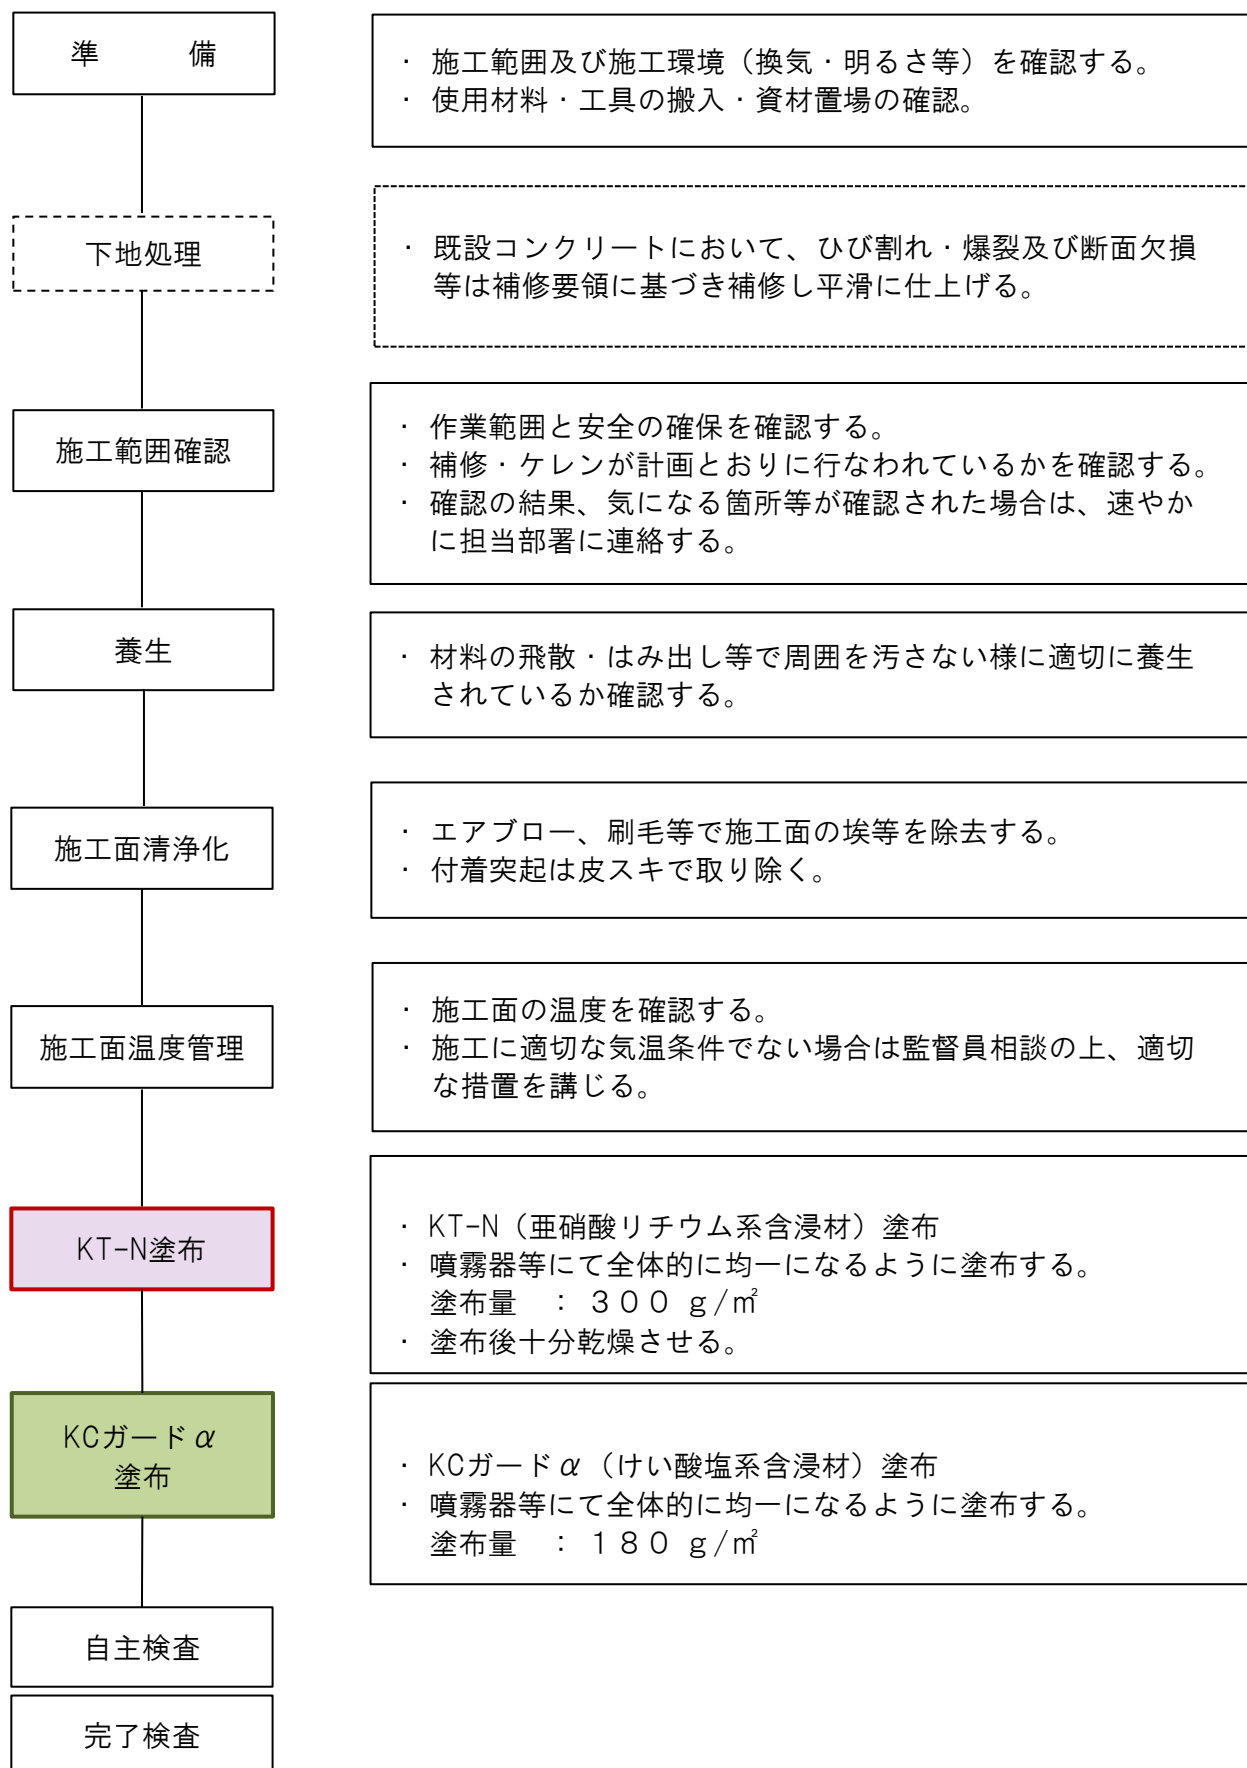 準　　　備
・ 施工範囲及び施工環境（換気・明るさ等）を確認する。
・ 使用材料・工具の搬入・資材置場の確認。
下地処理
・ 既設コンクリートにおいて、ひび割れ・爆裂及び断面欠損
等は補修要領に基づき補修し平滑に仕上げる。
施工範囲確認
・ 作業範囲と安全の確保を確認する。
・ 補修・ケレンが計画とおりに行なわれているかを確認する。
・ 確認の結果、気になる箇所等が確認された場合は、速やか
に担当部署に連絡する。
養生
・ 材料の飛散・はみ出し等で周囲を汚さない様に適切に養生
されているか確認する。
施工面清浄化
・ エアブロー、刷毛等で施工面の埃等を除去する。
・ 付着突起は皮スキで取り除く。
施工面温度管理
・ 施工面の温度を確認する。
・ 施工に適切な気温条件でない場合は監督員相談の上、適切
な措置を講じる。
KT-N塗布
・ KT-N（亜硝酸リチウム系含浸材）塗布
・ 噴霧器等にて全体的に均一になるように塗布する。
塗布量　：３００ g/㎡
・ 塗布後十分乾燥させる。
KCガードα
塗布
・ KCガードα（けい酸塩系含浸材）塗布
・ 噴霧器等にて全体的に均一になるように塗布する。
塗布量　：１８０ g/㎡
自主検査
完了検査